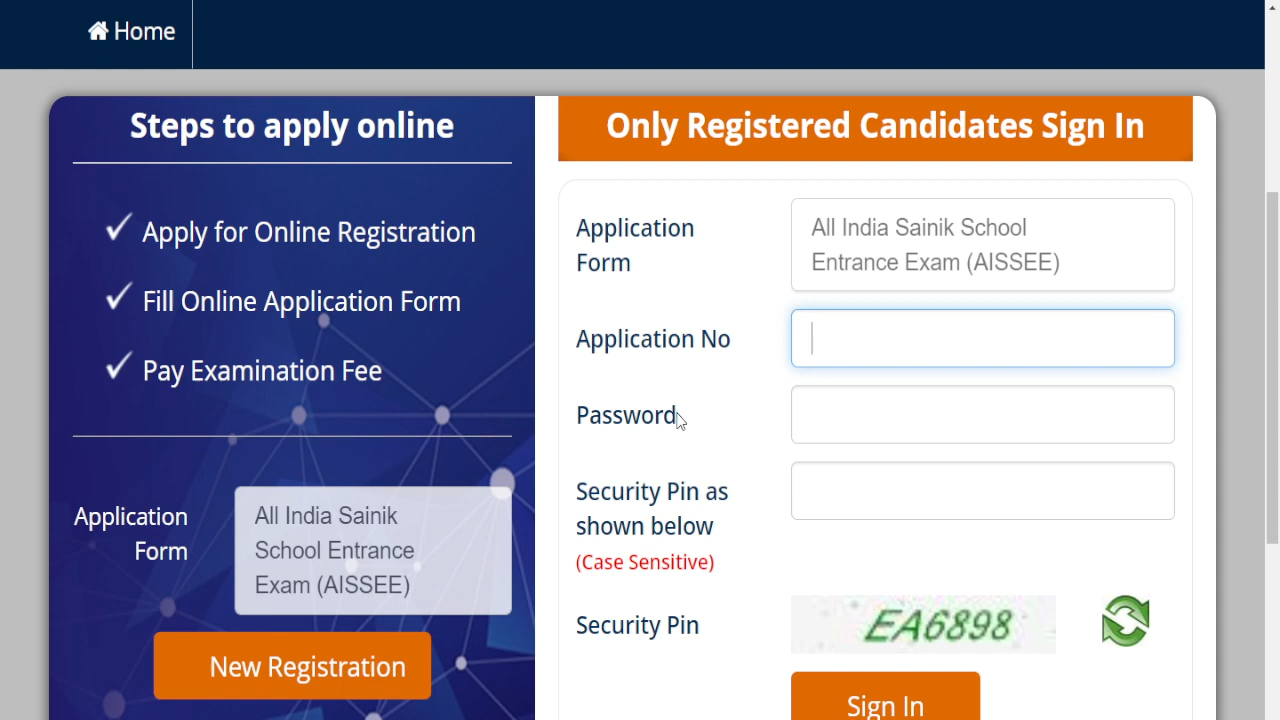 Home
Steps to apply online
Apply for Online Registration
Fill Online Application Form
Pay Examination Fee
Application
Form
All India Sainik
School Entrance
Exam (AISSEE)
New Registration
Only Registered Candidates Sign In
Application
Form
All India Sainik School
Entrance Exam (AISSEE)
Application No
Password
Security Pin as
shown below
(Case Sensitive)
Security Pin
EA6898
Sign In